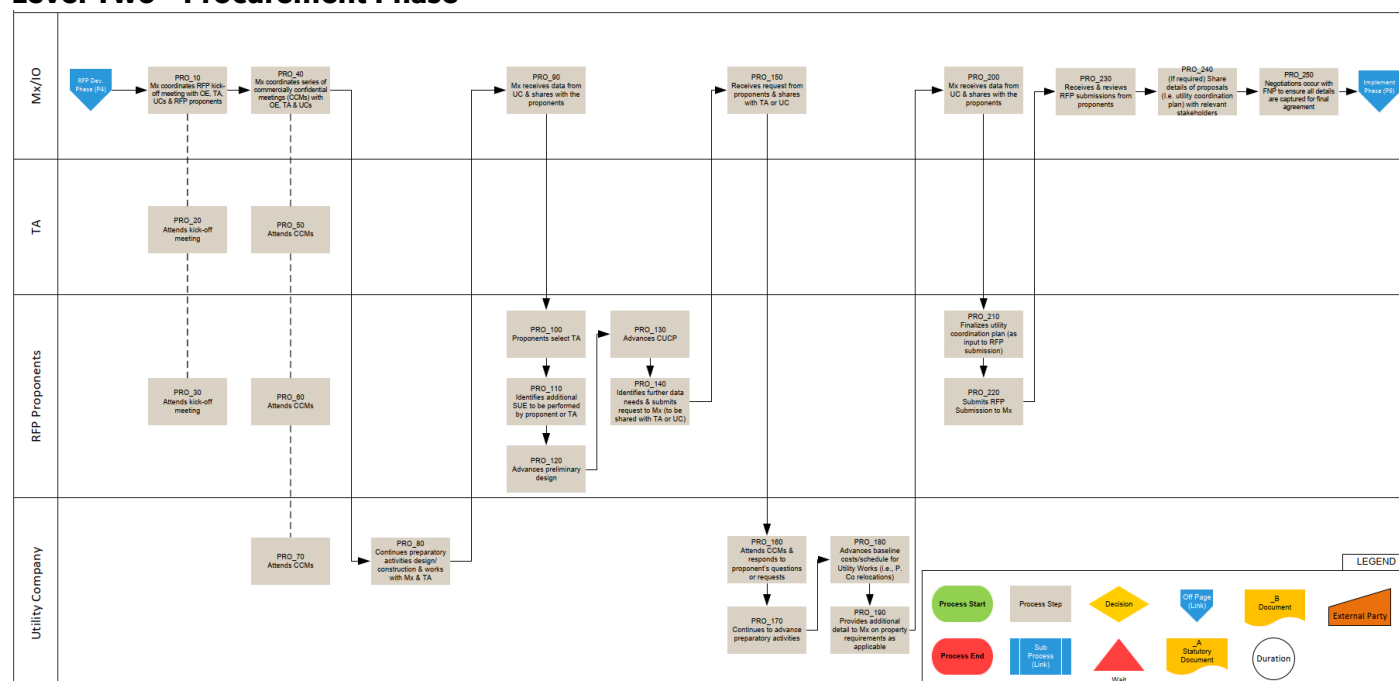 Level Two - Procurement Phase
Mx/IO
RFP Dev.
Phase (P4)
PRO_10
Mx coordinates RFP kick-
off meeting with OE, TA,
UCs & RFP proponents
PRO_40
Mx coordinates series of
commercially confidential
meetings (CCMs) with
OE, TA & UCs
PRO_90
Mx receives data from
UC & shares with the
proponents
PRO_150
Receives request from
proponents & shares
with TA or UC
PRO_200
Mx receives data from
UC & shares with the
proponents
PRO_230
Receives & reviews
RFP submissions from
proponents
PRO_240
(If required) Share
details of proposals
(I.e. utility coordination
plan) with relevant
stakeholders
PRO_250
Negotiations occur with
FNP to ensure all details
are captured for final
agreement
Implement
Phase (P6)
TA
PRO_20
Attends kick-off
meeting
PRO_50
Attends CCMs
RFP Proponents
PRO_30
Attends kick-off
meeting
PRO_60
Attends CCMs
PRO_100
Proponents select TA
PRO_110
Identifies additional
SUE to be performed
by proponent or TA
PRO_120
Advances preliminary
design
PRO_130
Advances CUCP
PRO_140
Identifies further data
needs & submits
request to Mx (to be
shared with TA or UC)
PRO_210
Finalizes utility
coordination plan (as
input to RFP
submission)
PRO_220
Submits RFP
Submission to Mx
Utility Company
PRO_70
Attends CCMs
PRO_80
Continues preparatory
activities design/
construction & works
with Mx & TA
PRO_160
Attends CCMs &
responds to
proponent's questions
or requests
PRO_170
Continues to advance
preparatory activities
PRO_180
Advances baseline
costs/schedule for
Utility Works (i.e., P.
Co relocations)
PRO_190
Provides additional
detail to Mx on property
requirements as
applicable
LEGEND
Process Start
Process Step
Decision
Off Page
(Link)
_B
Document
External Party
Process End
Sub
Process
(Link)
Wait
_A
Statutory
Document
Duration